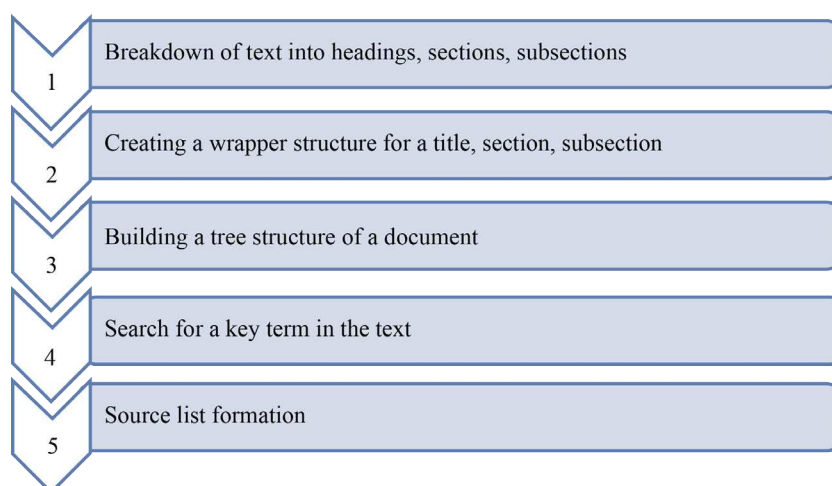 1
Breakdown of text into headings, sections, subsections
2
Creating a wrapper structure for a title, section, subsection
3
Building a tree structure of a document
4
Search for a key term in the text
5
Source list formation